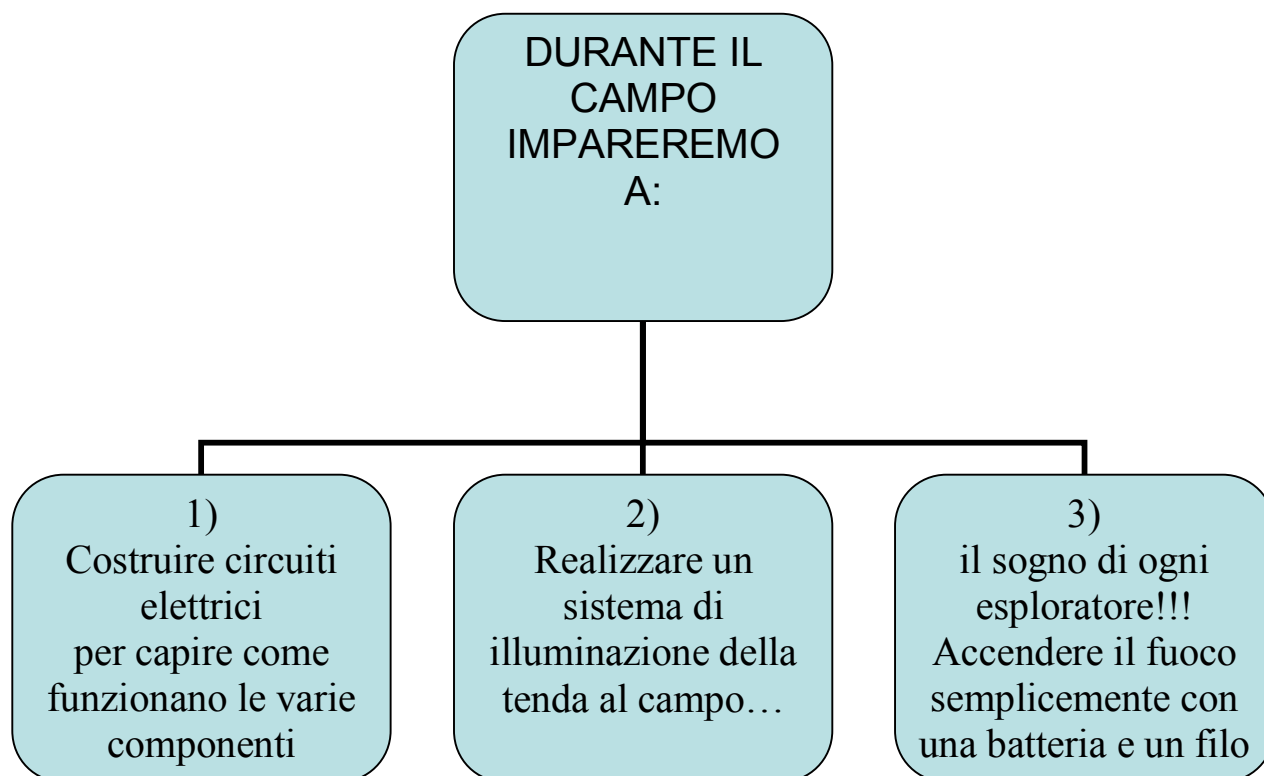 DURANTE IL
CAMPO
IMPAREREMO
A:
1)
Costruire circuiti
elettrici
per capire come
funzionano le varie
componenti
2)
Realizzare un
sistema di
illuminazione della
tenda al campo…
3)
il sogno di ogni
esploratore!!!
Accendere il fuoco
semplicemente con
una batteria e un filo